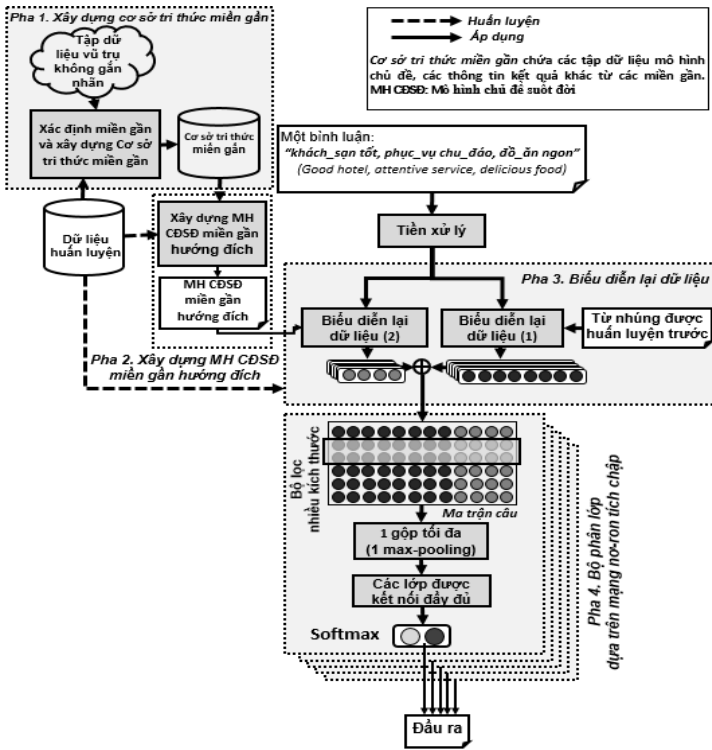 Pha 1. Xây dựng cơ sở tri thức miền gần
Tập dữ
liệu vũ trụ
không gắn
nhãn
Xác định miền gần
và xây dựng Cơ sở
tri thức miền gần
Cơ sở tri thức
miền gần
Huấn luyện
Áp dụng
Cơ sở tri thức miền gần chứa các tập dữ liệu mô hình
chủ đề, các thông tin kết quả khác từ các miền gần.
MH CĐSĐ: Mô hình chủ đề suốt đời
Một bình luận:
“khách_sạn tốt, phục_vụ chu_đáo, đồ_ăn ngon”
(Good hotel, attentive service, delicious food)
Dữ liệu
huấn luyện
Xây dựng MH
CĐSĐ miền gần
hướng đích
MH CĐSĐ
miền gần
hướng đích
Pha 2. Xây dựng MH CĐSĐ
miền gần hướng đích
Tiền xử lý
Pha 3. Biểu diễn lại dữ liệu
Biểu diễn lại
dữ liệu (2)
Biểu diễn lại
dữ liệu (1)
Từ nhúng được
huấn luyện trước
Bộ lọc
nhiều kích thước
Ma trận câu
1 gộp tối đa
(1 max-pooling)
Các lớp được
kết nối đầy đủ
Softmax
Pha 4. Bộ phân lớp
dựa trên mạng nơ-ron tích chập
Đầu ra